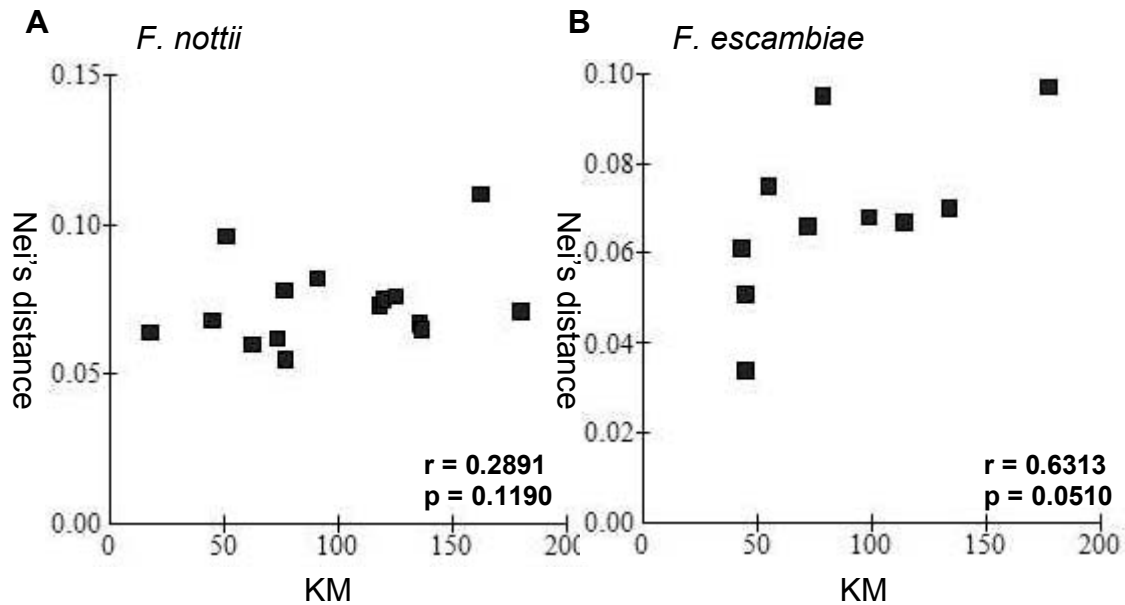 A
F. nottii
0.15
0.10
0.05
0.00
0
50
100
150
200
Nei's distance
KM
r = 0.2891
p = 0.1190
B
F. escambiae
0.10
0.08
0.06
0.04
0.02
0.00
0
50
100
150
200
Nei's distance
KM
r = 0.6313
p = 0.0510